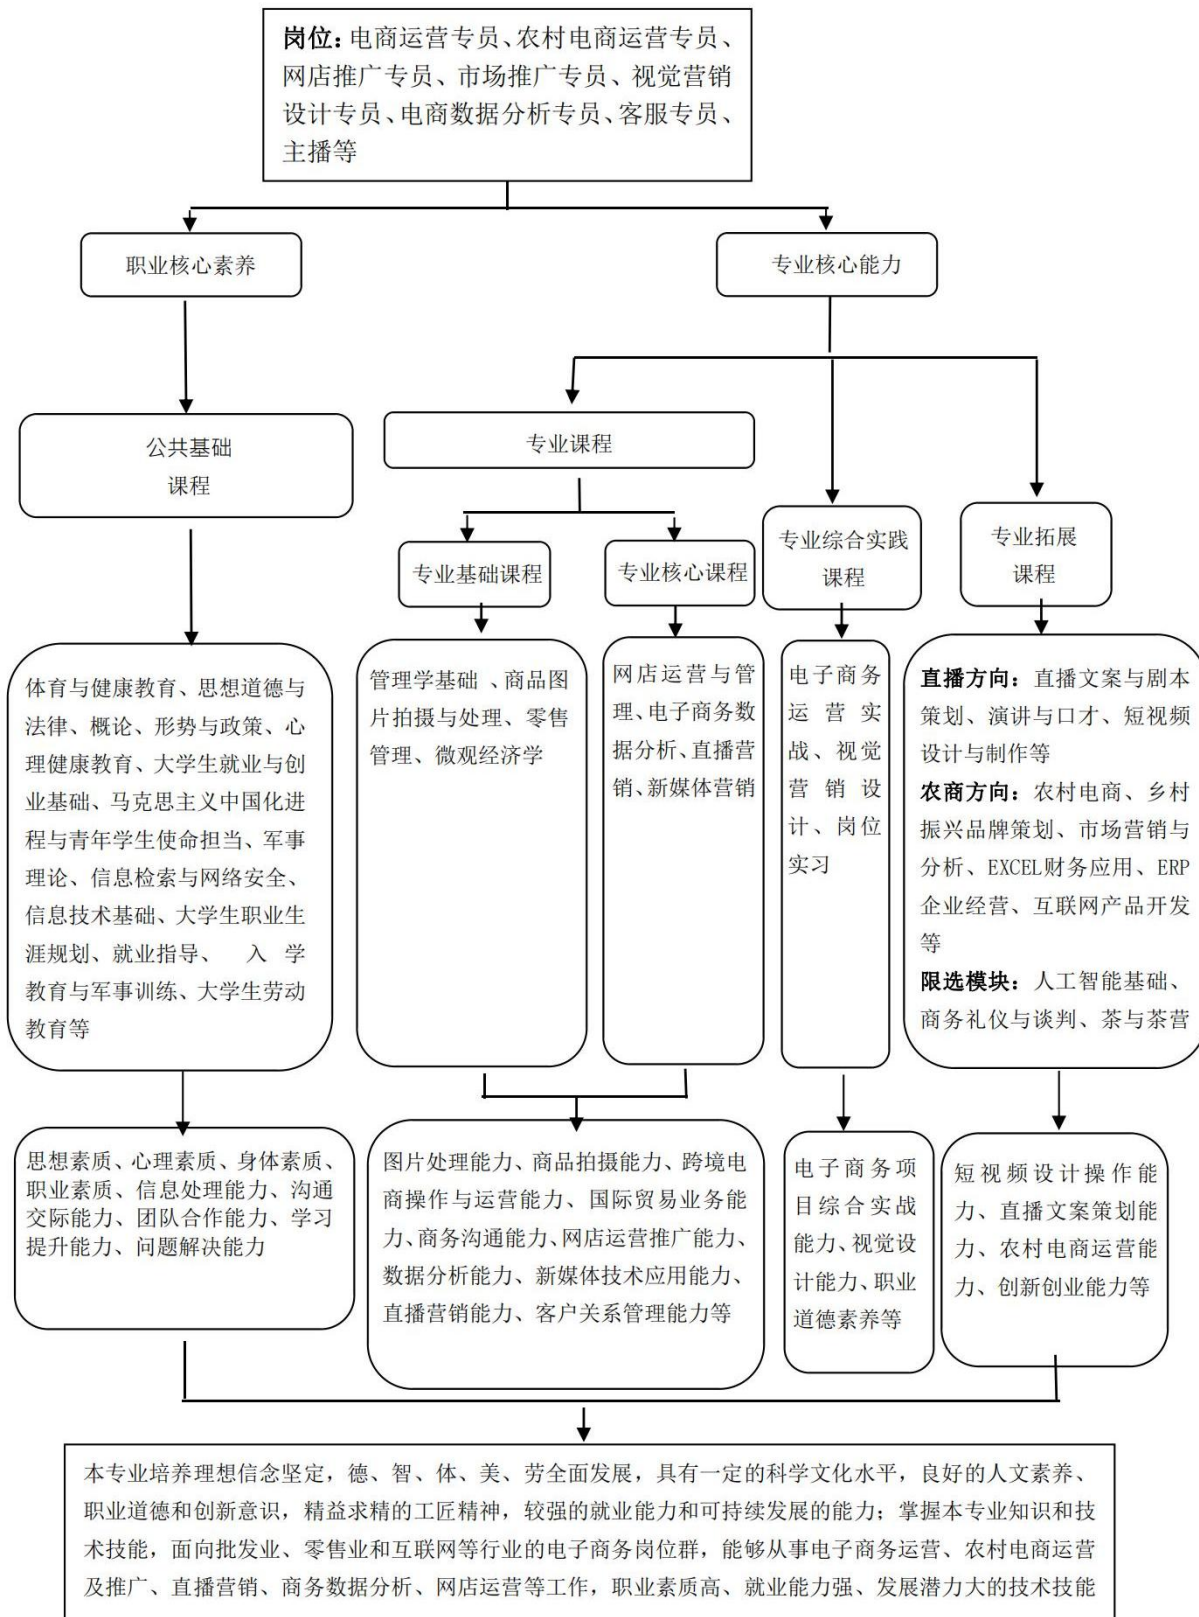 岗位：电商运营专员、农村电商运营专员、
网店推广专员、市场推广专员、视觉营销
设计专员、电商数据分析专员、客服专员、
主播等
职业核心素养
专业核心能力
公共基础
课程
专业课程
专业基础课程
专业核心课程
专业综合实践
课程
专业拓展
课程
体育与健康教育、思想道德与
法律、概论、形势与政策、心
理健康教育、大学生就业与创
业基础、马克思主义中国化进
程与青年学生使命担当、军事
理论、信息检索与网络安全、
信息技术基础、大学生职业生
涯规划、就业指导、 入 学
教育与军事训练、大学生劳动
教育等
管理学基础 、商品图
片拍摄与处理、零售
管理、微观经济学
网店运营与管
理、电子商务数
据分析、直播营
销、新媒体营销
电子商务
运营实
战、视觉
营销设
计、岗位
实习
直播方向：直播文案与剧本
策划、演讲与口才、短视频
设计与制作等
农商方向：农村电商、乡村
振兴品牌策划、市场营销与
分析、EXCEL财务应用、ERP
企业经营、互联网产品开发
等
限选模块：人工智能基础、
商务礼仪与谈判、茶与茶营
思想素质、心理素质、身体素质、
职业素质、信息处理能力、沟通
交际能力、团队合作能力、学习
提升能力、问题解决能力
图片处理能力、商品拍摄能力、跨境电
商操作与运营能力、国际贸易业务能
力、商务沟通能力、网店运营推广能力、
数据分析能力、新媒体技术应用能力、
直播营销能力、客户关系管理能力等
电子商务项
目综合实战
能力、视觉设
计能力、职业
道德素养等
短视频设计操作能
力、直播文案策划能
力、农村电商运营能
力、创新创业能力等
本专业培养理想信念坚定，德、智、体、美、劳全面发展，具有一定的科学文化水平，良好的人文素养、
职业道德和创新意识，精益求精的工匠精神，较强的就业能力和可持续发展的能力；掌握本专业知识和技
术技能，面向批发业、零售业和互联网等行业的电子商务岗位群，能够从事电子商务运营、农村电商运营
及推广、直播营销、商务数据分析、网店运营等工作，职业素质高、就业能力强、发展潜力大的技术技能